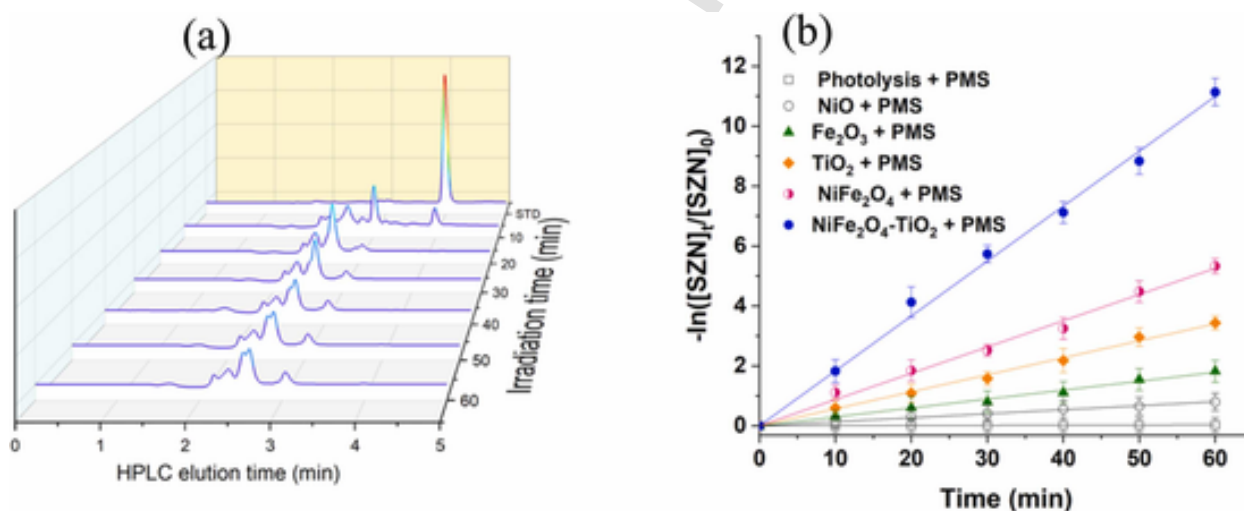 (a)
STD
10
20
30
40
50
60
Irradiation time (min)
0 1 2 3 4 5
HPLC elution time (min)
(b)
12
10
8
6
4
2
0
-ln([SZN]t/[SZN]0)
Photolysis + PMS
NiO + PMS
Fe₂O₃ + PMS
TiO₂ + PMS
NiFe₂O₄ + PMS
NiFe₂O₄-TiO₂ + PMS
0 10 20 30 40 50 60
Time (min)